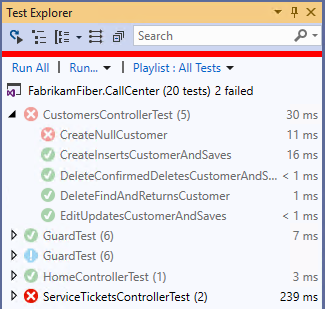 Test Explorer
Search
Run All | Run... | Playlist : All Tests
FabrikamFiber.CallCenter (20 tests) 2 failed
CustomersControllerTest (5) 30 ms
CreateNullCustomer 11 ms
CreateInsertsCustomerAndSaves 16 ms
DeleteConfirmedDeletesCustomerAndS... < 1 ms
DeleteFindAndReturnsCustomer 1 ms
EditUpdatesCustomerAndSaves < 1 ms
GuardTest (6) 7 ms
GuardTest (6)
HomeControllerTest (1) 3 ms
ServiceTicketsControllerTest (2) 239 ms